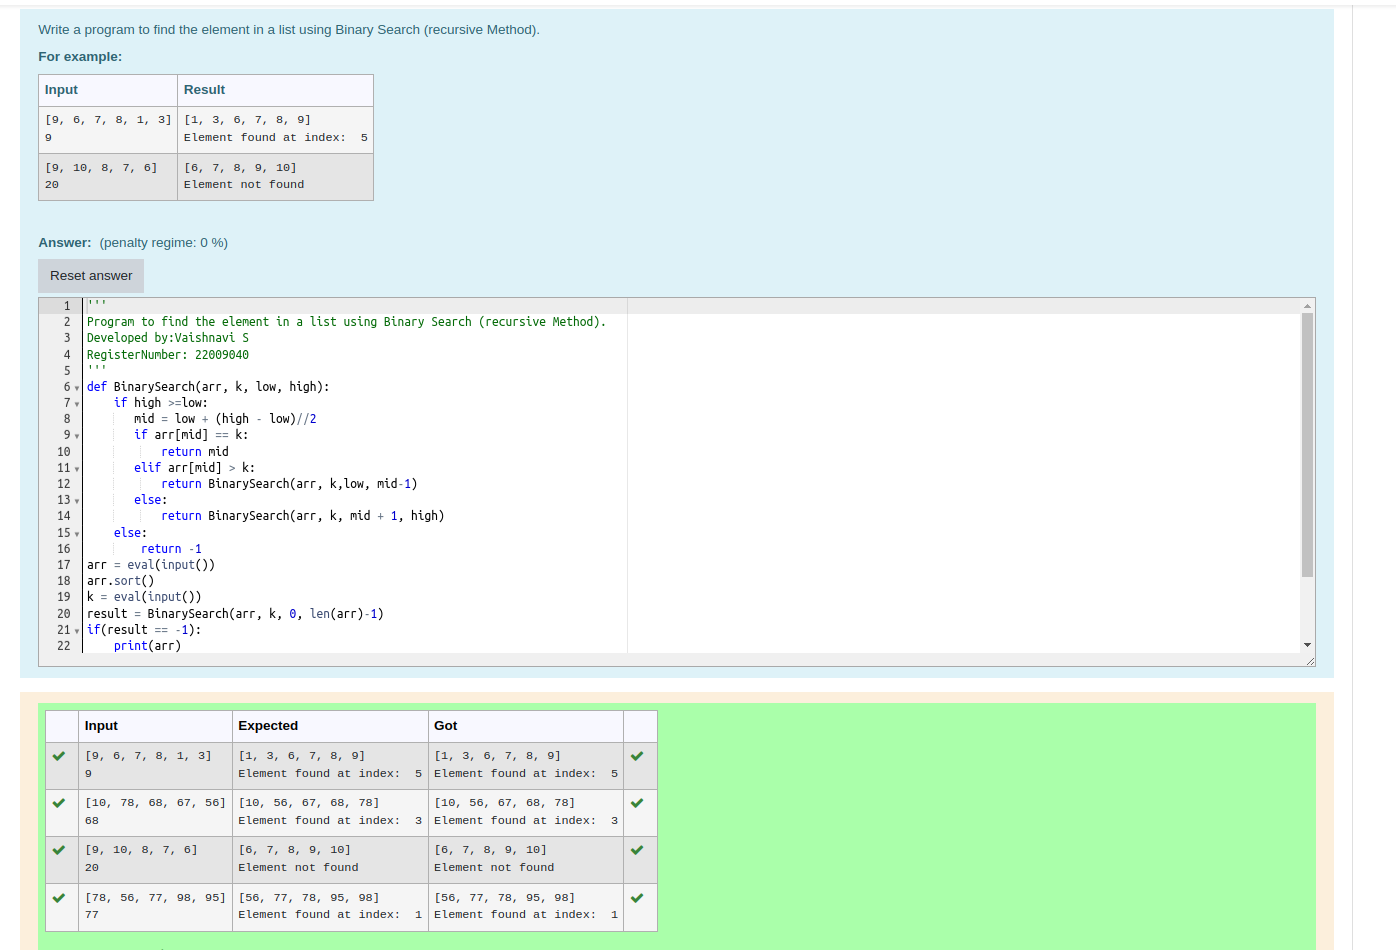 Write a program to find the element in a list using Binary Search (recursive Method).
For example:
Input Result
[9, 6, 7, 8, 1, 3] [1, 3, 6, 7, 8, 9]
9 Element found at index:  5
[9, 10, 8, 7, 6] [6, 7, 8, 9, 10]
20 Element not found
Answer: (penalty regime: 0 %)
Reset answer
1 '''
2 Program to find the element in a list using Binary Search (recursive Method).
3 Developed by:Vaishnavi S
4 RegisterNumber: 22009040
5 '''
6 def BinarySearch(arr, k, low, high):
7     if high >=low:
8        mid = low + (high - low)//2
9        if arr[mid] == k:
10            return mid
11        elif arr[mid] > k:
12            return BinarySearch(arr, k,low, mid-1)
13        else:
14            return BinarySearch(arr, k, mid + 1, high)
15     else:
16         return -1
17 arr = eval(input())
18 arr.sort()
19 k = eval(input())
20 result = BinarySearch(arr, k, 0, len(arr)-1)
21 if(result == -1):
22     print(arr)
Input Expected Got
[9, 6, 7, 8, 1, 3] [1, 3, 6, 7, 8, 9] [1, 3, 6, 7, 8, 9]
9 Element found at index:  5 Element found at index:  5
[10, 78, 68, 67, 56] [10, 56, 67, 68, 78] [10, 56, 67, 68, 78]
68 Element found at index:  3 Element found at index:  3
[9, 10, 8, 7, 6] [6, 7, 8, 9, 10] [6, 7, 8, 9, 10]
20 Element not found Element not found
[78, 56, 77, 98, 95] [56, 77, 78, 95, 98] [56, 77, 78, 95, 98]
77 Element found at index:  1 Element found at index:  1